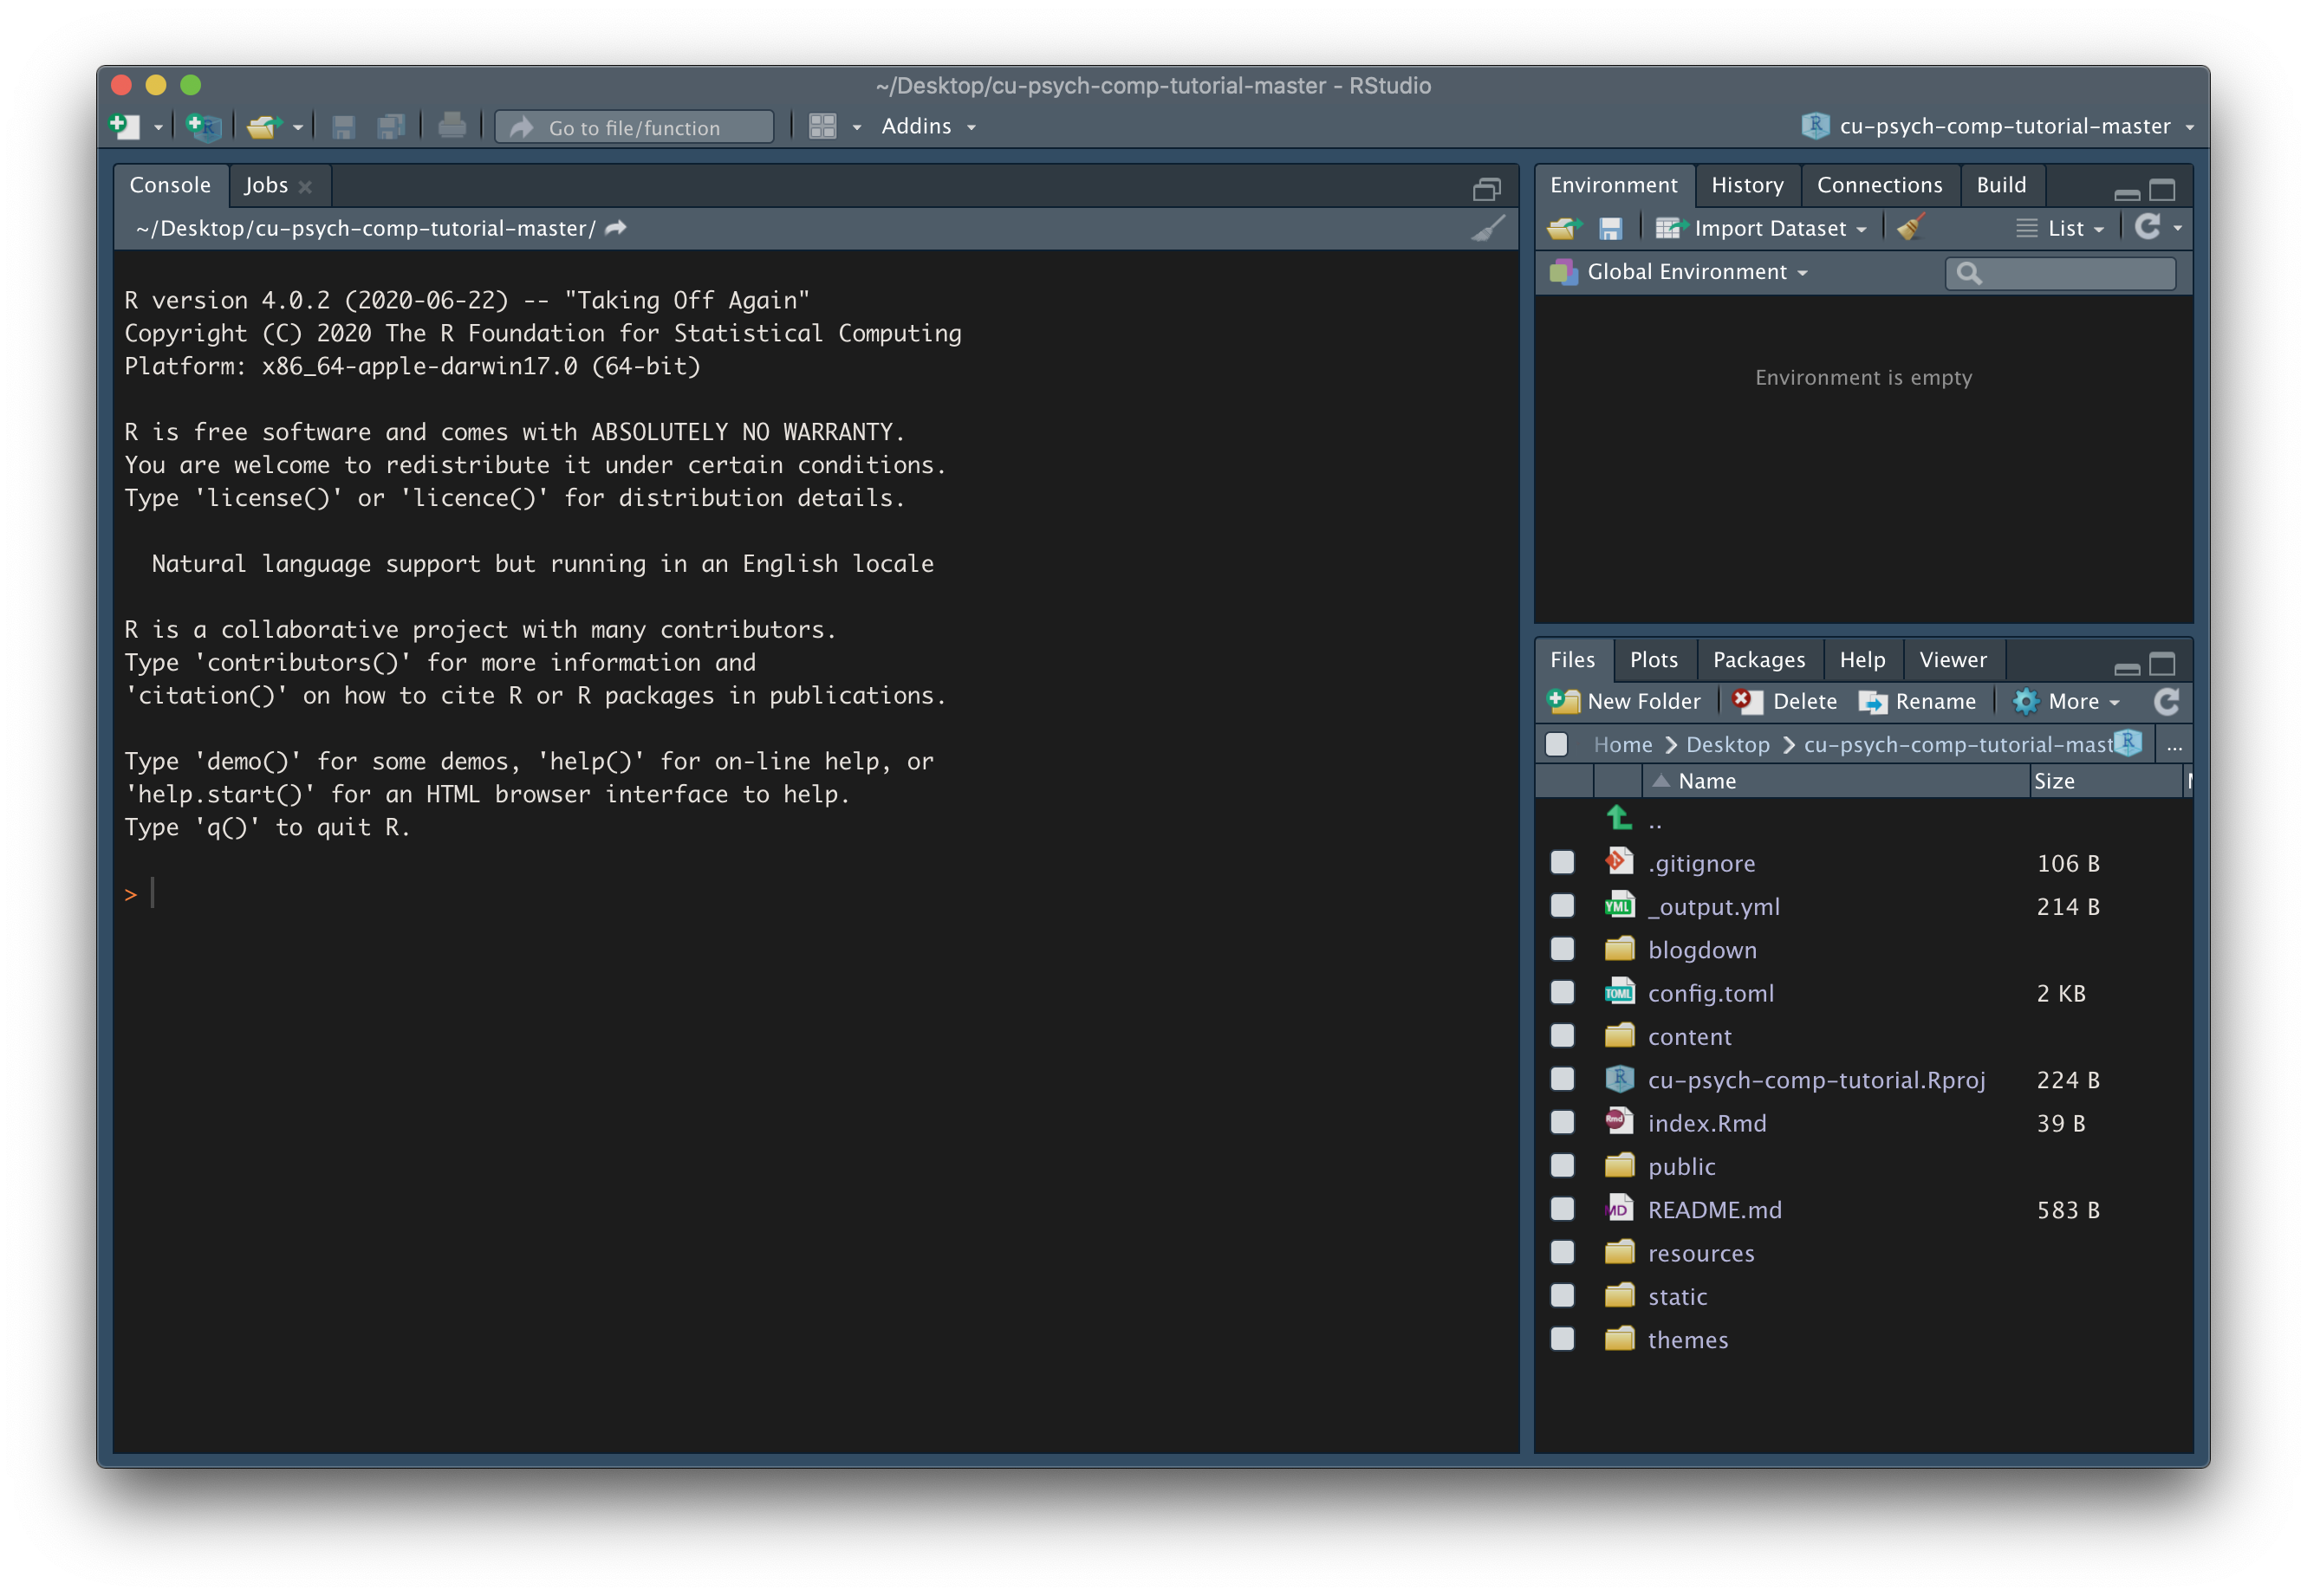 ~/Desktop/cu-psych-comp-tutorial-master - RStudio
Go to file/function
Addins
cu-psych-comp-tutorial-master
Console
Jobs
~/Desktop/cu-psych-comp-tutorial-master/
R version 4.0.2 (2020-06-22) -- "Taking Off Again"
Copyright (C) 2020 The R Foundation for Statistical Computing
Platform: x86_64-apple-darwin17.0 (64-bit)
R is free software and comes with ABSOLUTELY NO WARRANTY.
You are welcome to redistribute it under certain conditions.
Type 'license()' or 'licence()' for distribution details.
Natural language support but running in an English locale
R is a collaborative project with many contributors.
Type 'contributors()' for more information and
'citation()' on how to cite R or R packages in publications.
Type 'demo()' for some demos, 'help()' for on-line help, or
'help.start()' for an HTML browser interface to help.
Type 'q()' to quit R.
>
Environment History Connections Build
Import Dataset List
Global Environment
Environment is empty
Files Plots Packages Help Viewer
New Folder Delete Rename More
Home Desktop cu-psych-comp-tutorial-mast ...
Name Size
..
.gitignore 106 B
YML _output.yml 214 B
blogdown
TOML config.toml 2 KB
content
R cu-psych-comp-tutorial.Rproj 224 B
Rmd index.Rmd 39 B
public
MD README.md 583 B
resources
static
themes